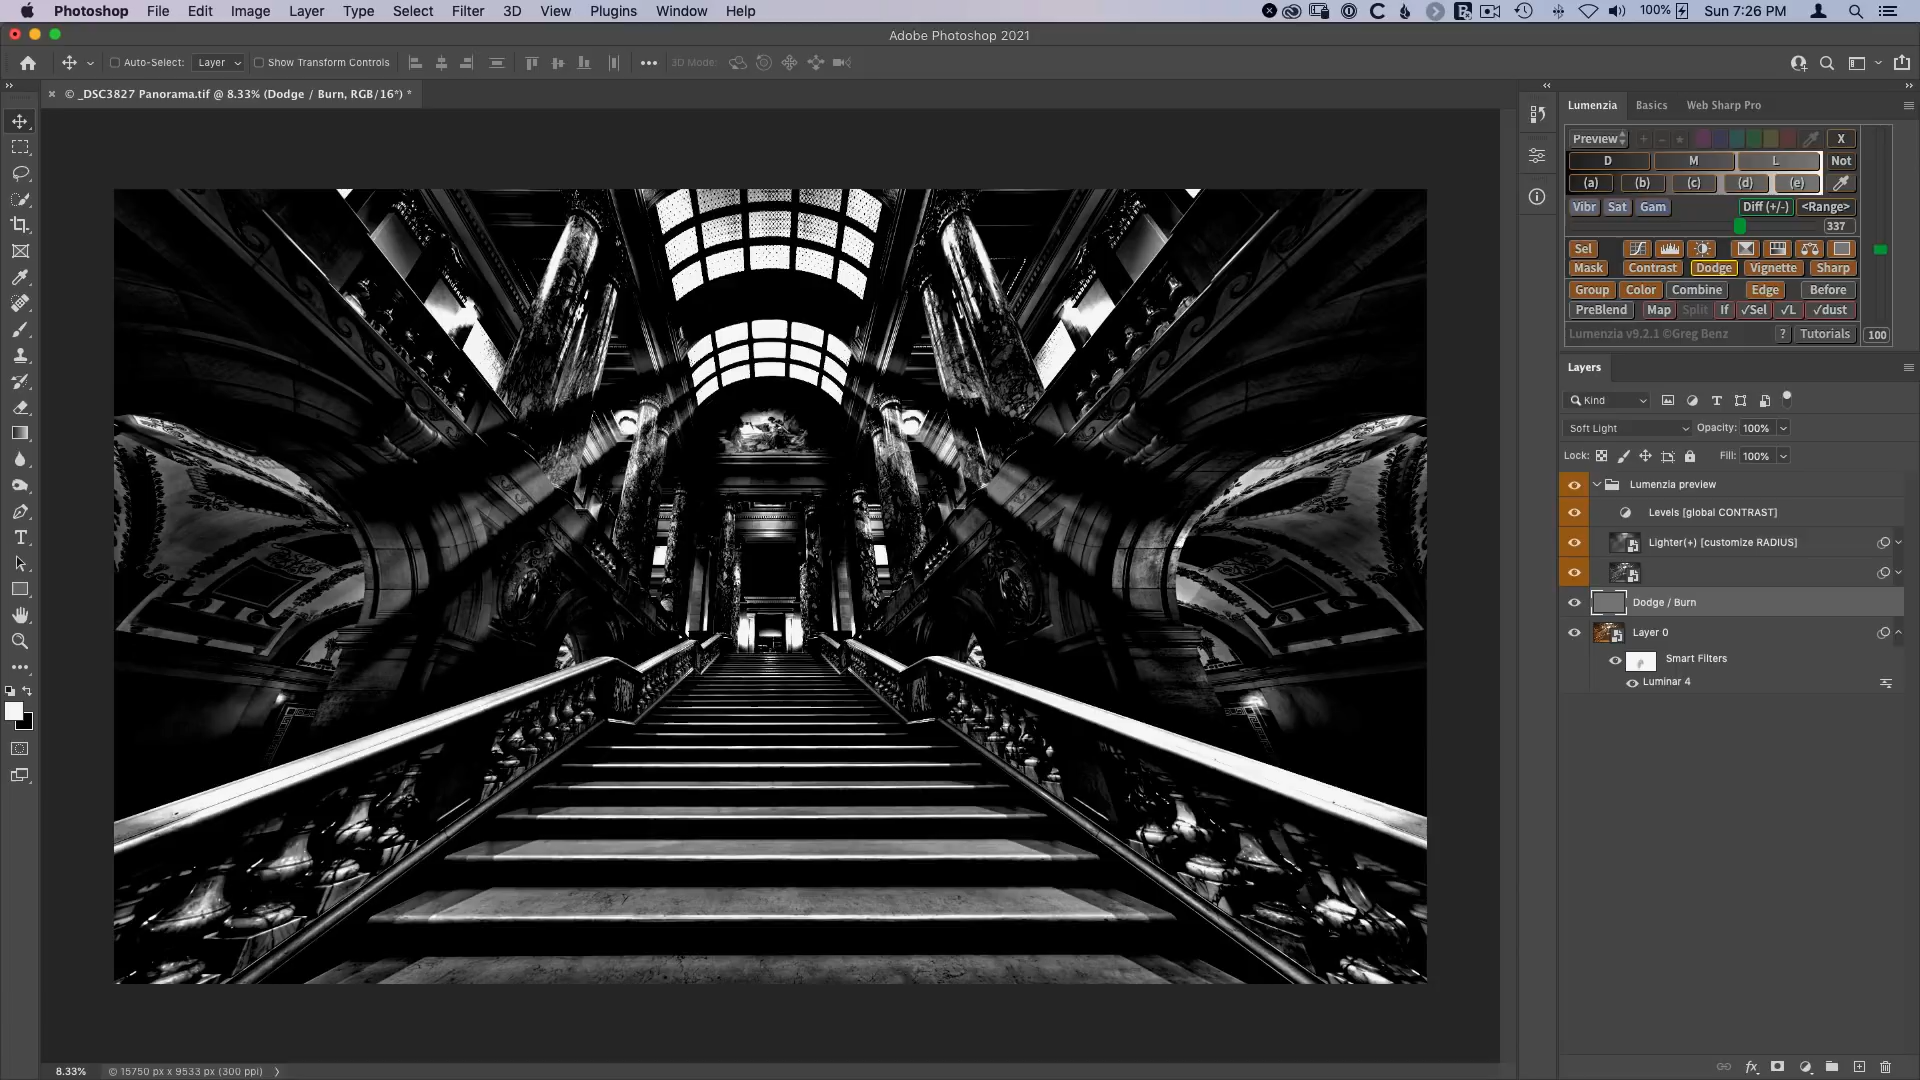 Photoshop File Edit Image Layer Type Select Filter 3D View Plugins Window Help 100% Sun 7:26 PM
Adobe Photoshop 2021
Auto-Select: Layer Show Transform Controls 3D Mode:
© _DSC3827 Panorama.tif @ 8.33% (Dodge / Burn, RGB/16*) *
Lumenzia Basics Web Sharp Pro
Preview + − ★ X
D M L Not
(a) (b) (c) (d) (e)
Vibr Sat Gam Diff (+/-) <Range>
337
Sel
Mask Contrast Dodge Vignette Sharp
Group Color Combine Edge Before
PreBlend Map Split If √Sel √L √dust
Lumenzia v9.2.1 ©Greg Benz ? Tutorials 100
Layers
Kind
Soft Light Opacity: 100%
Lock: Fill: 100%
Lumenzia preview
Levels [global CONTRAST]
Lighter(+) [customize RADIUS]
Dodge / Burn
Layer 0
Smart Filters
Luminar 4
8.33% © 15750 px x 9533 px (300 ppi)